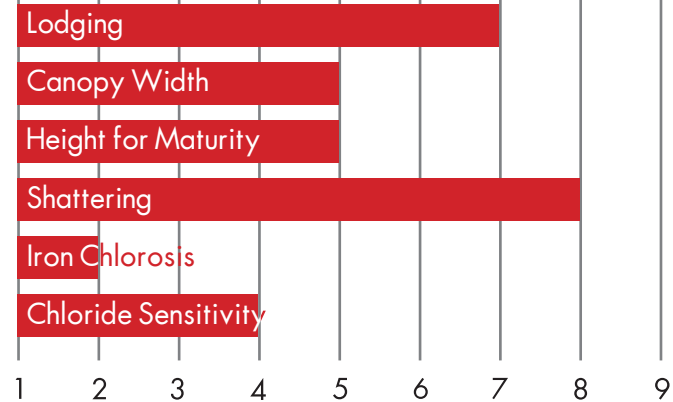 Lodging
Canopy Width
Height for Maturity
Shattering
Iron Chlorosis
Chloride Sensitivity
1 2 3 4 5 6 7 8 9